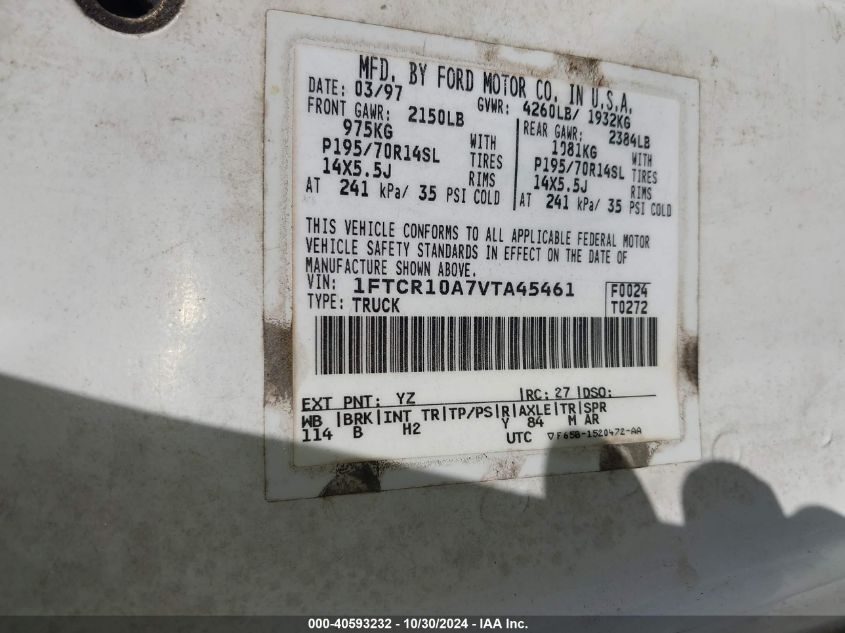 MFD. BY FORD MOTOR CO. IN U.S.A.
DATE: 03/97 GVWR: 4260LB/ 1932KG
FRONT GAWR: 2150LB REAR GAWR: 2384LB
975KG WITH 1081KG WITH
P195/70R14SL TIRES P195/70R14SL TIRES
14X5.5J RIMS 14X5.5J RIMS
AT 241 kPa/ 35 PSI COLD AT 241 kPa/ 35 PSI COLD
THIS VEHICLE CONFORMS TO ALL APPLICABLE FEDERAL MOTOR
VEHICLE SAFETY STANDARDS IN EFFECT ON THE DATE OF
MANUFACTURE SHOWN ABOVE.
VIN: 1FTCR10A7VTA45461 F0024
TYPE: TRUCK T0272
EXT PNT: YZ RC: 27 DSO:
WB BRK INT TR TP/PS R AXLE TR SPR
114 B H2 Y 84 M AR
UTC ▽F65B-1520472-AA
000-40593232 - 10/30/2024 - IAA Inc.